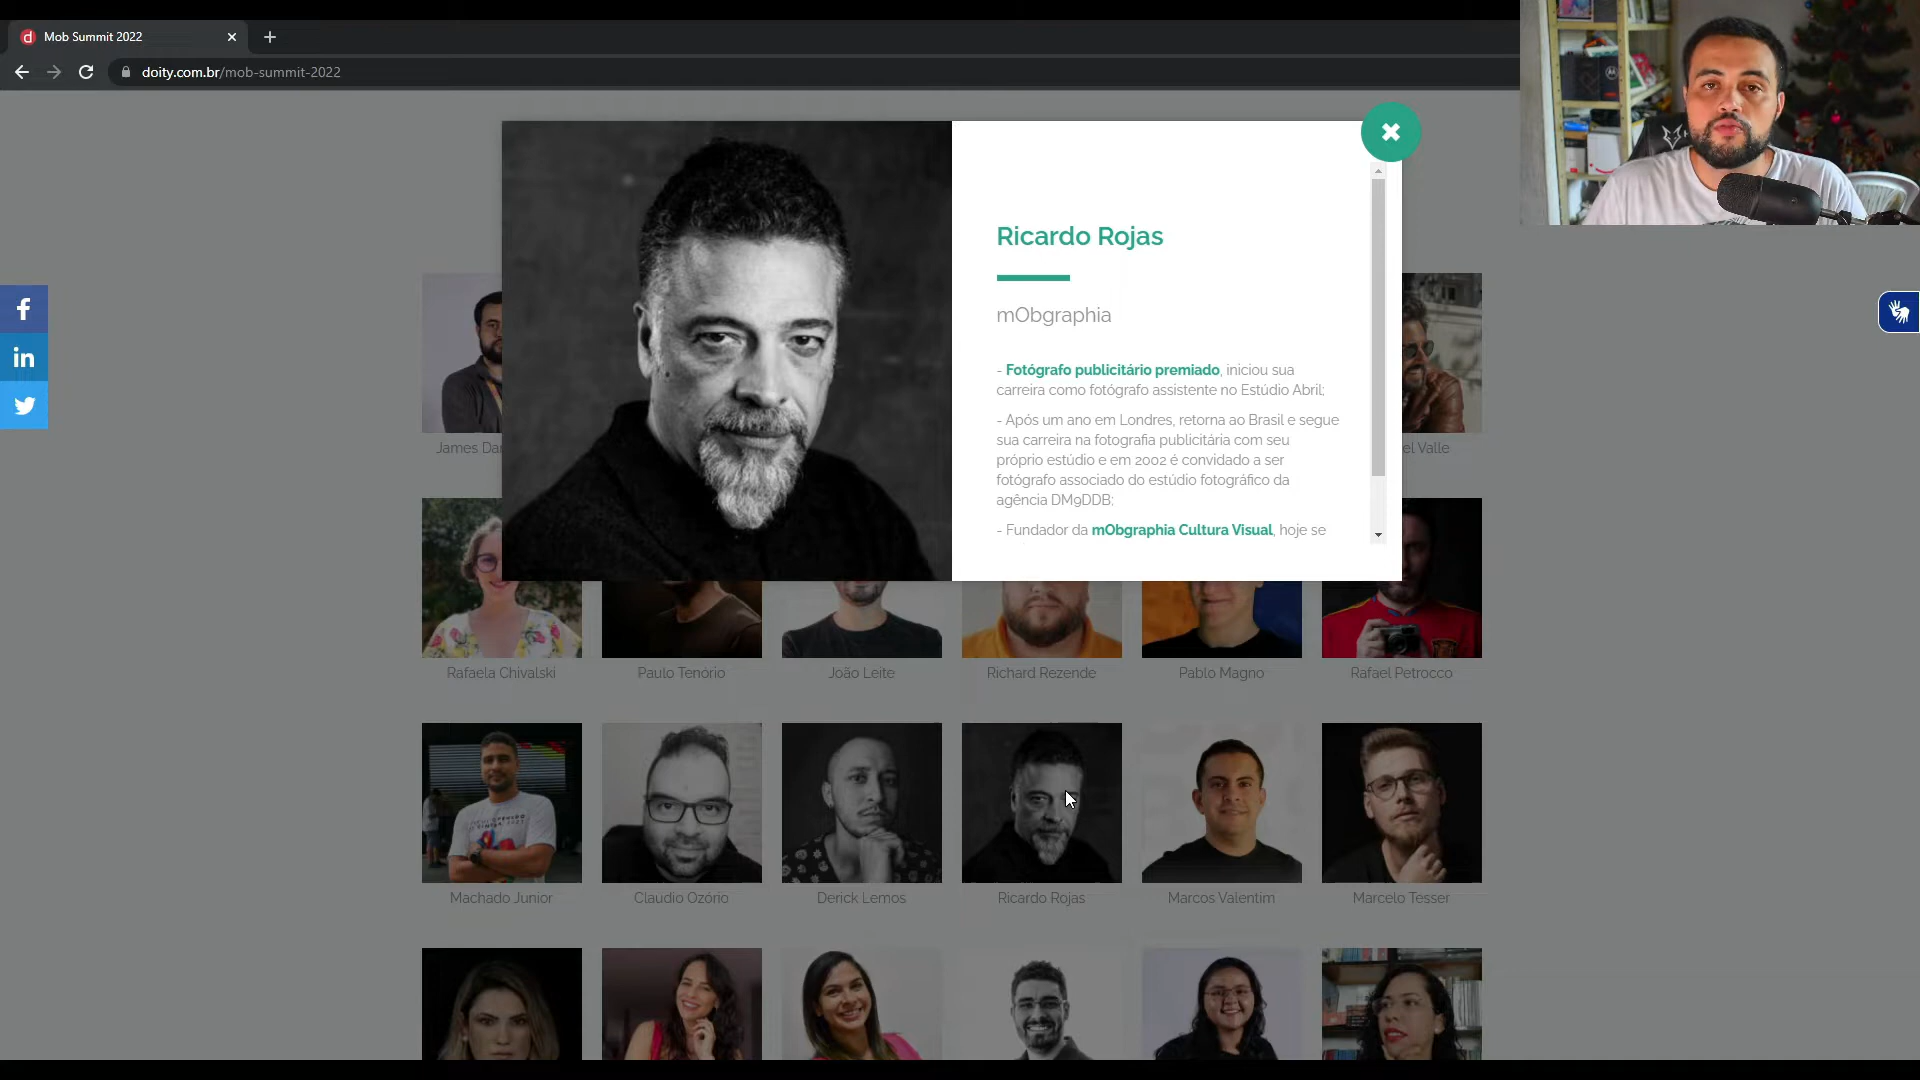 Mob Summit 2022
doity.com.br/mob-summit-2022
Ricardo Rojas
mObgraphia
- Fotógrafo publicitário premiado, iniciou sua
carreira como fotógrafo assistente no Estúdio Abril;
- Após um ano em Londres, retorna ao Brasil e segue
sua carreira na fotografia publicitária com seu
próprio estúdio e em 2002 é convidado a ser
fotógrafo associado do estúdio fotográfico da
agência DM9DDB;
- Fundador da mObgraphia Cultura Visual, hoje se
James Dan
el Valle
Rafaela Chivalski
Paulo Tenório
João Leite
Richard Rezende
Pablo Magno
Rafael Petrocco
Machado Junior
Claudio Ozório
Derick Lemos
Ricardo Rojas
Marcos Valentim
Marcelo Tesser